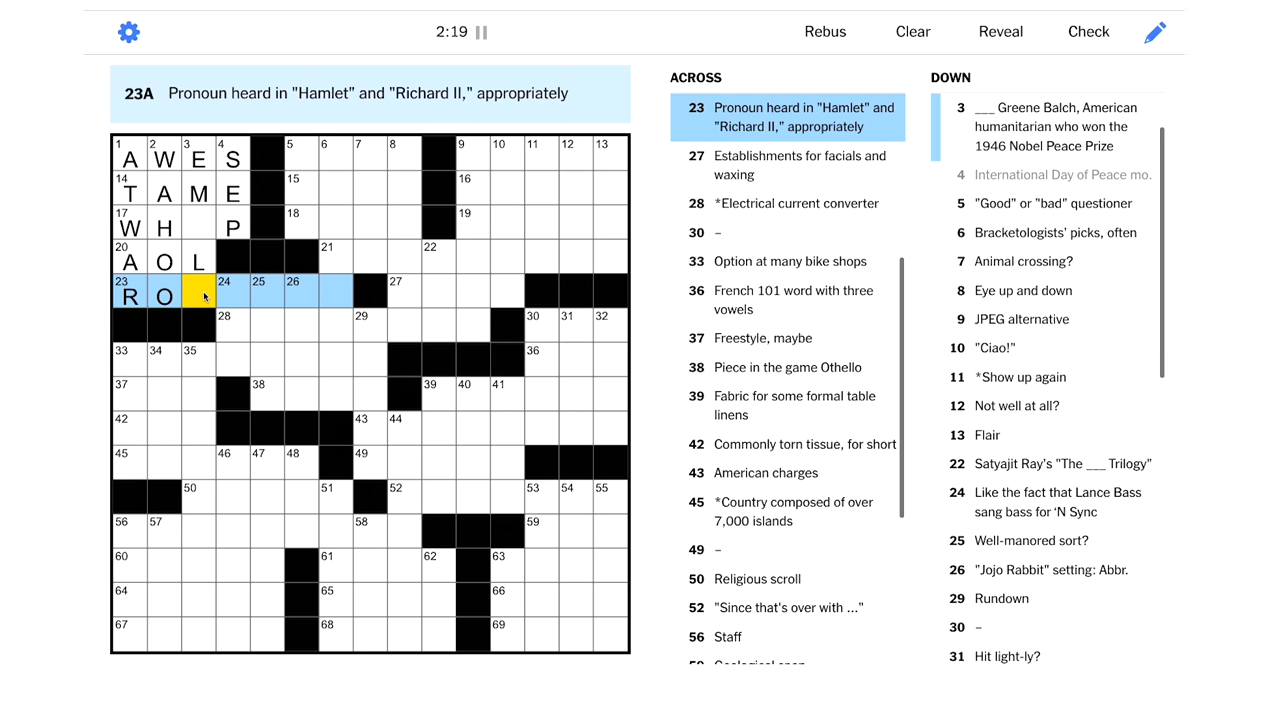 2:19
Rebus Clear Reveal Check
23A Pronoun heard in "Hamlet" and "Richard II," appropriately
1 2 3 4 5 6 7 8 9 10 11 12 13
A W E S
14 15 16
T A M E
17 18 19
W H P
20 21 22
A O L
23 24 25 26 27
R O
28 29 30 31 32
33 34 35 36
37 38 39 40 41
42 43 44
45 46 47 48 49
50 51 52 53 54 55
56 57 58 59
60 61 62 63
64 65 66
67 68 69
ACROSS
23 Pronoun heard in "Hamlet" and
"Richard II," appropriately
27 Establishments for facials and
waxing
28 *Electrical current converter
30 –
33 Option at many bike shops
36 French 101 word with three
vowels
37 Freestyle, maybe
38 Piece in the game Othello
39 Fabric for some formal table
linens
42 Commonly torn tissue, for short
43 American charges
45 *Country composed of over
7,000 islands
49 –
50 Religious scroll
52 "Since that's over with ..."
56 Staff
DOWN
3 ___ Greene Balch, American
humanitarian who won the
1946 Nobel Peace Prize
4 International Day of Peace mo.
5 "Good" or "bad" questioner
6 Bracketologists' picks, often
7 Animal crossing?
8 Eye up and down
9 JPEG alternative
10 "Ciao!"
11 *Show up again
12 Not well at all?
13 Flair
22 Satyajit Ray's "The ___ Trilogy"
24 Like the fact that Lance Bass
sang bass for ‘N Sync
25 Well-manored sort?
26 "Jojo Rabbit" setting: Abbr.
29 Rundown
30 –
31 Hit light-ly?